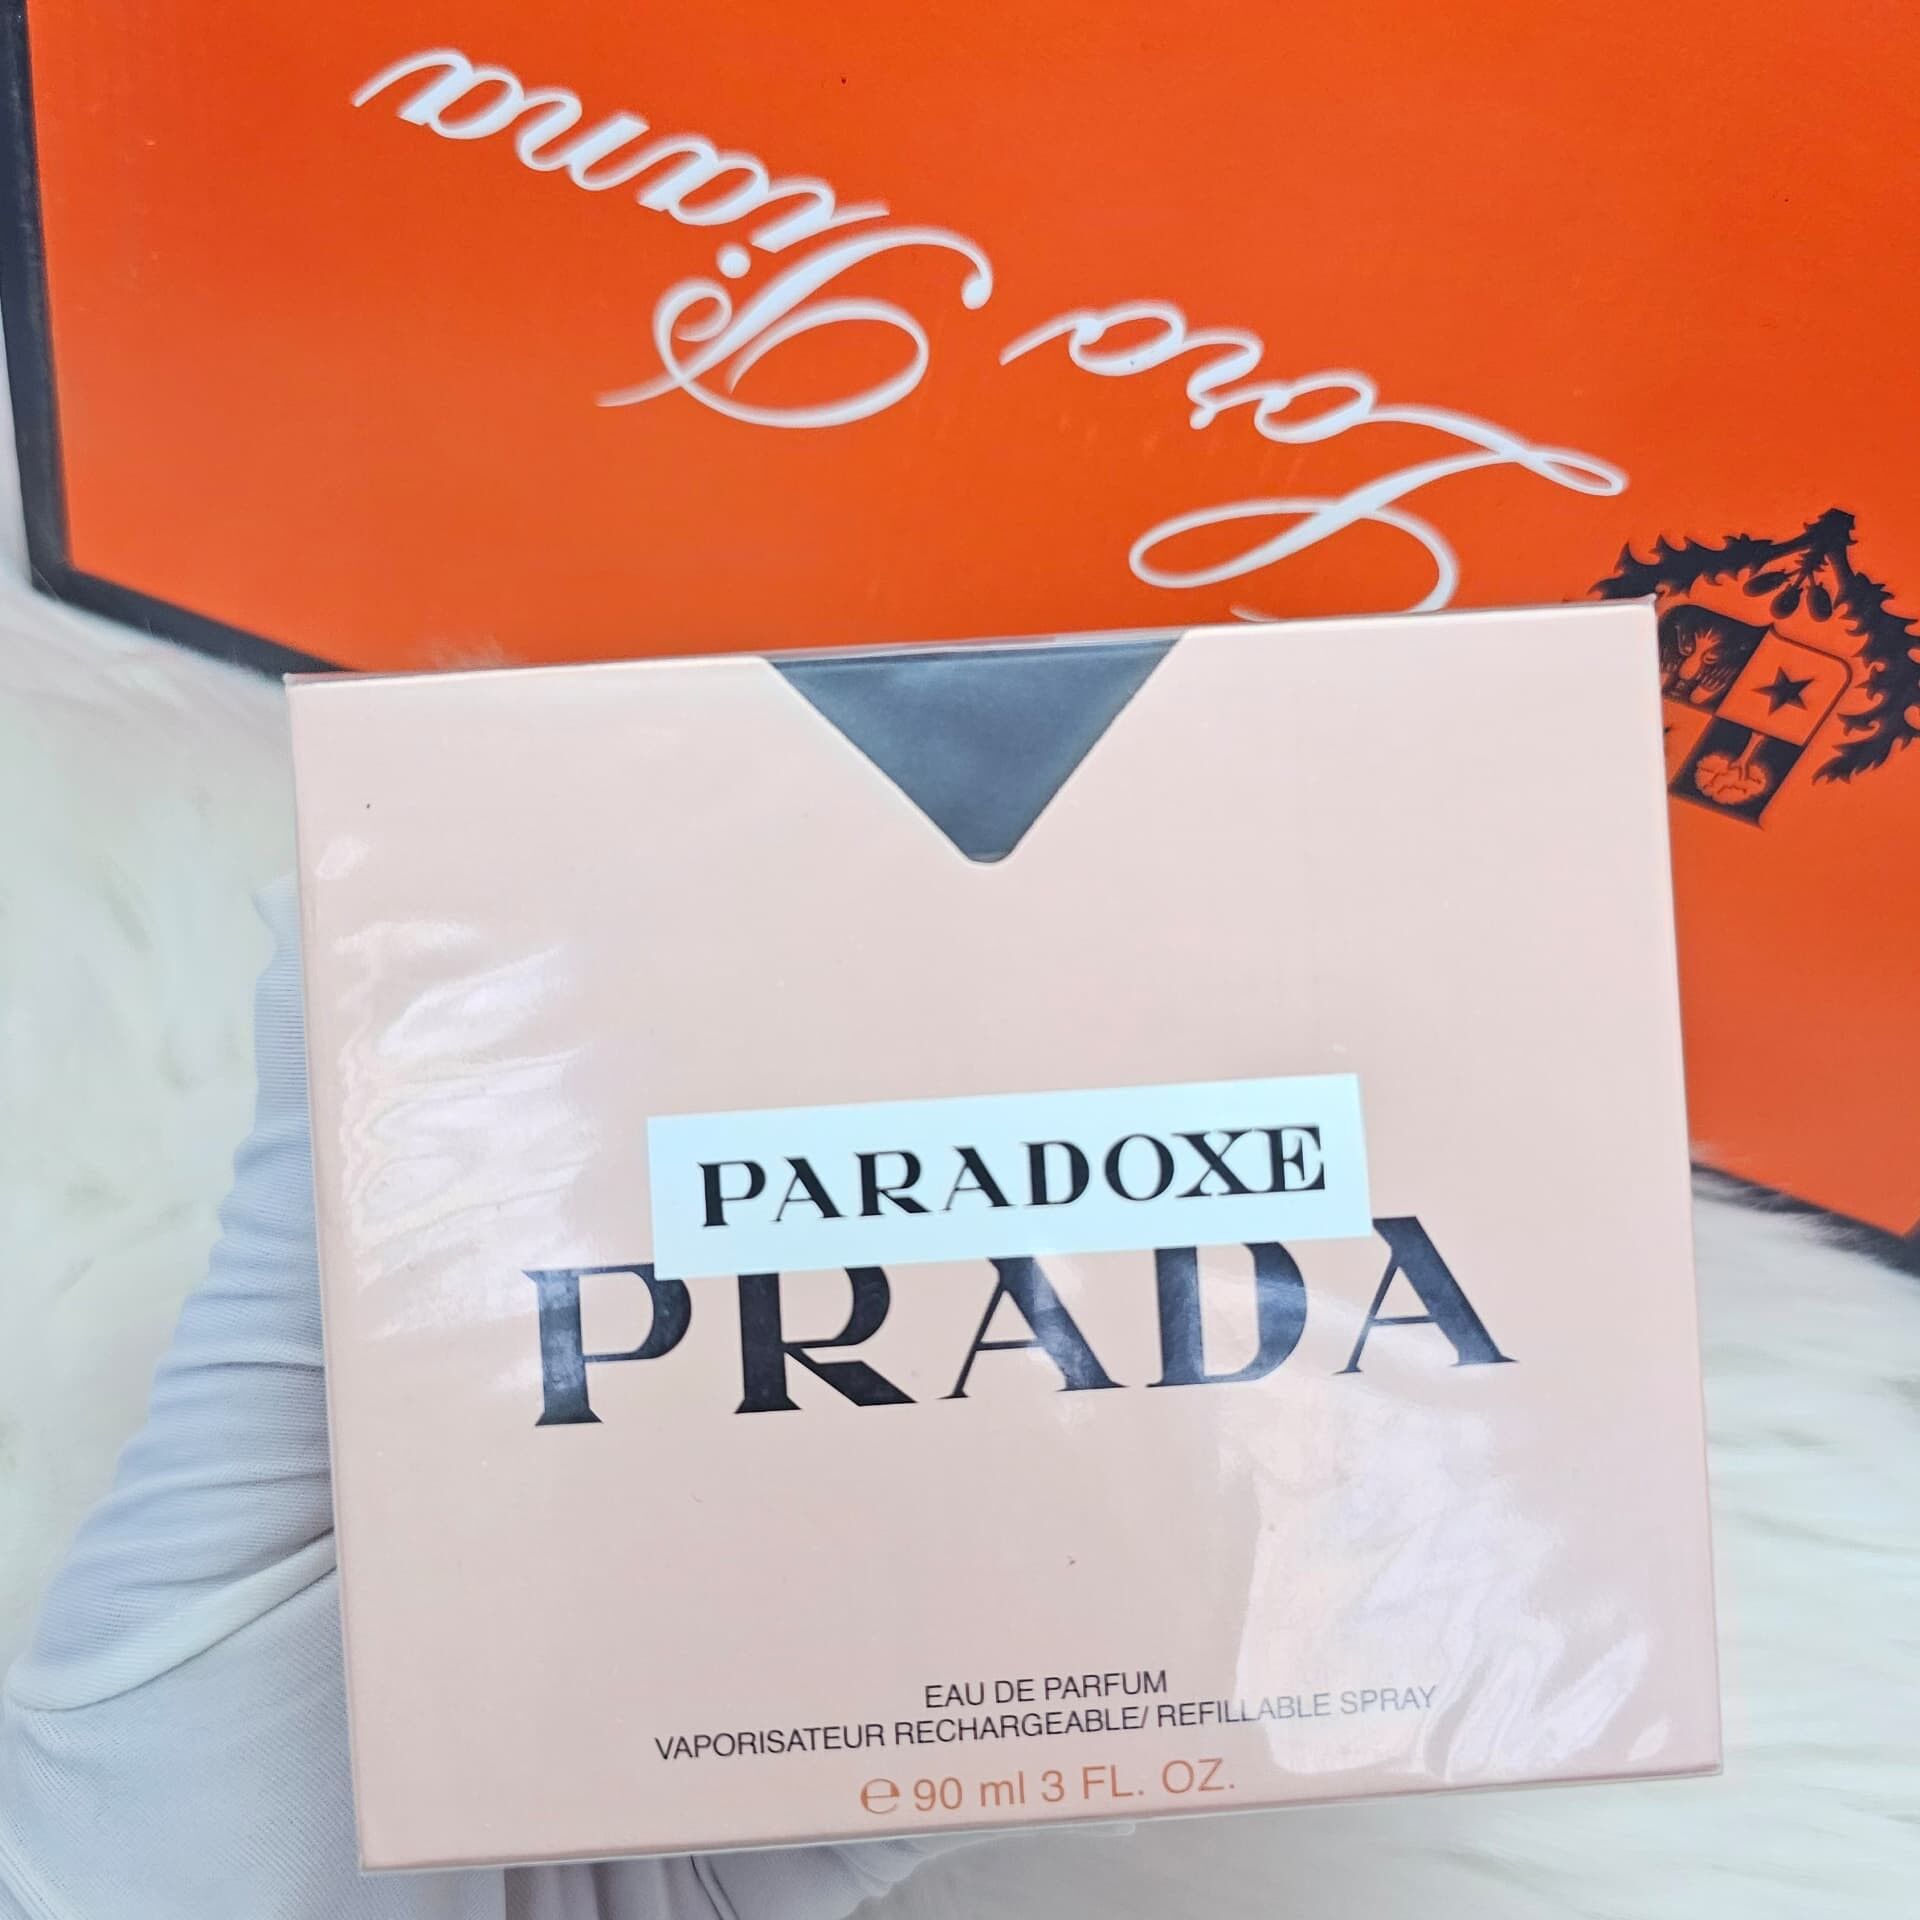 Loro Piana
PARADOXE
PRADA
EAU DE PARFUM
VAPORISATEUR RECHARGEABLE/ REFILLABLE SPRAY
℮ 90 ml 3 FL. OZ.